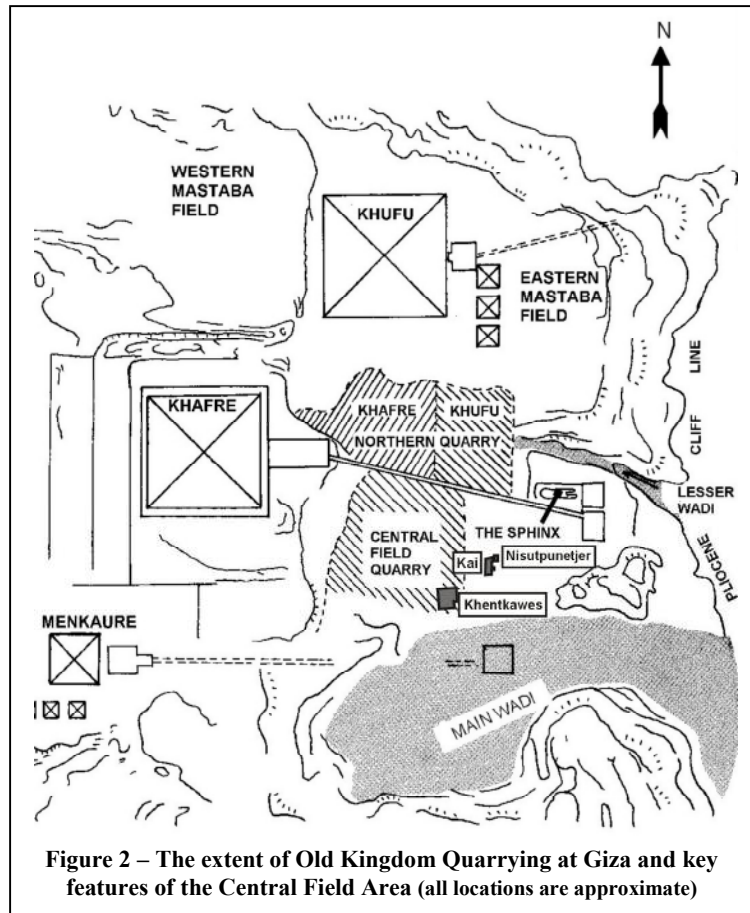 N
WESTERN
MASTABA
FIELD
KHUFU
EASTERN
MASTABA
FIELD
KHAFRE
KHAFRE
KHUFU
NORTHERN QUARRY
CLIFF LINE
LESSER
WADI
THE SPHINX
CENTRAL
FIELD
QUARRY
Kai
Nisutpunetjer
Khentkawes
PLIOCENE
MENKAURE
MAIN WADI
Figure 2 – The extent of Old Kingdom Quarrying at Giza and key
features of the Central Field Area (all locations are approximate)